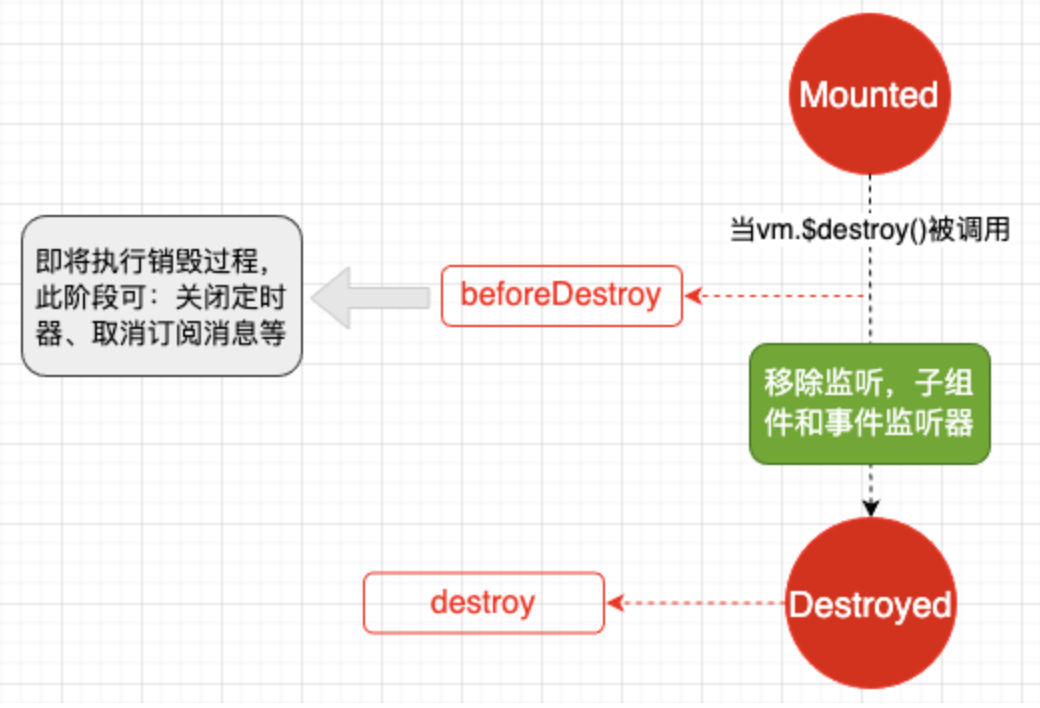 Mounted
当vm.$destroy()被调用
即将执行销毁过程，
此阶段可：关闭定时
器、取消订阅消息等
beforeDestroy
移除监听，子组
件和事件监听器
destroy
Destroyed